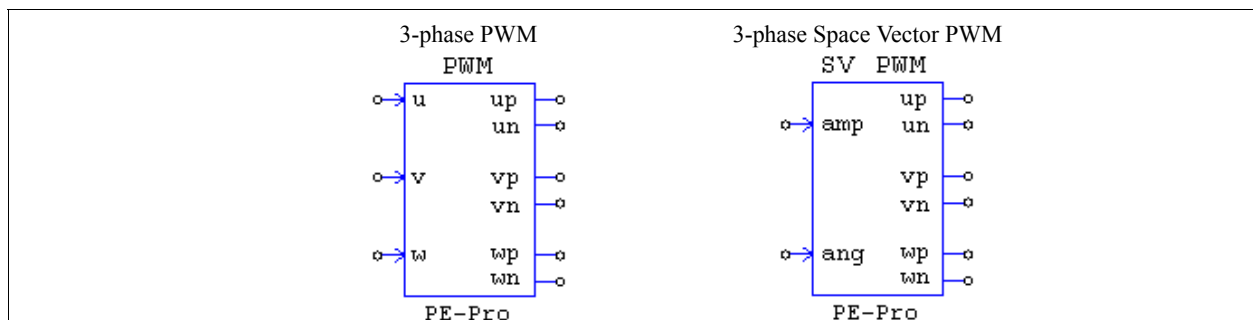 3-phase PWM
PWM
u up
un
v vp
vn
w wp
wn
PE-Pro
3-phase Space Vector PWM
SV PWM
up
amp un
vp
vn
ang wp
wn
PE-Pro